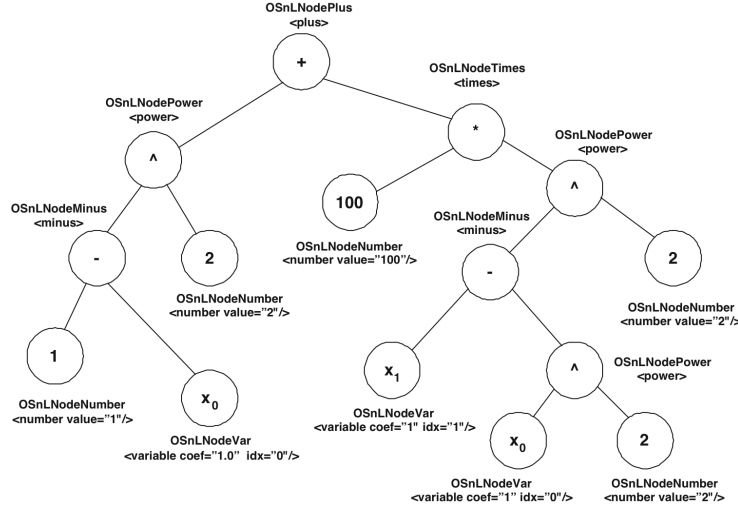 OSnLNodePlus
<plus>
+
OSnLNodeTimes
<times>
*
OSnLNodePower
<power>
^
OSnLNodePower
<power>
^
100
OSnLNodeNumber
<number value="100"/>
OSnLNodeMinus
<minus>
-
2
OSnLNodeNumber
<number value="2"/>
OSnLNodeMinus
<minus>
-
2
OSnLNodeNumber
<number value="2"/>
1
OSnLNodeNumber
<number value="1"/>
x0
OSnLNodeVar
<variable coef="1.0" idx="0"/>
x1
OSnLNodeVar
<variable coef="1" idx="1"/>
^
OSnLNodePower
<power>
x0
OSnLNodeVar
<variable coef="1" idx="0"/>
2
OSnLNodeNumber
<number value="2"/>